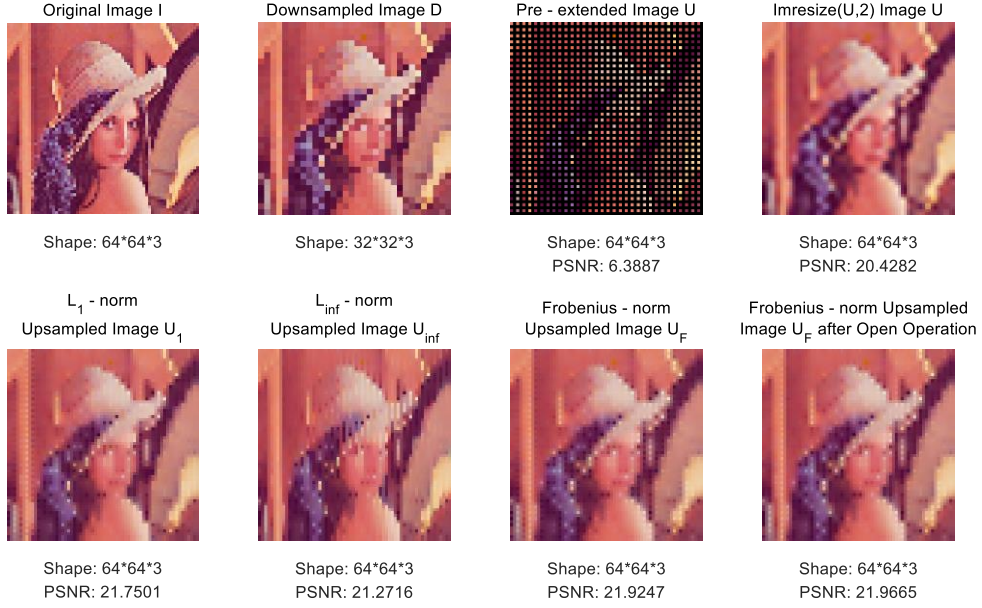 Original Image I
Downsampled Image D
Pre - extended Image U
Imresize(U,2) Image U
Shape: 64*64*3
Shape: 32*32*3
Shape: 64*64*3
PSNR: 6.3887
Shape: 64*64*3
PSNR: 20.4282
L1 - norm
Upsampled Image U1
Linf - norm
Upsampled Image Uinf
Frobenius - norm
Upsampled Image UF
Frobenius - norm Upsampled
Image UF after Open Operation
Shape: 64*64*3
PSNR: 21.7501
Shape: 64*64*3
PSNR: 21.2716
Shape: 64*64*3
PSNR: 21.9247
Shape: 64*64*3
PSNR: 21.9665